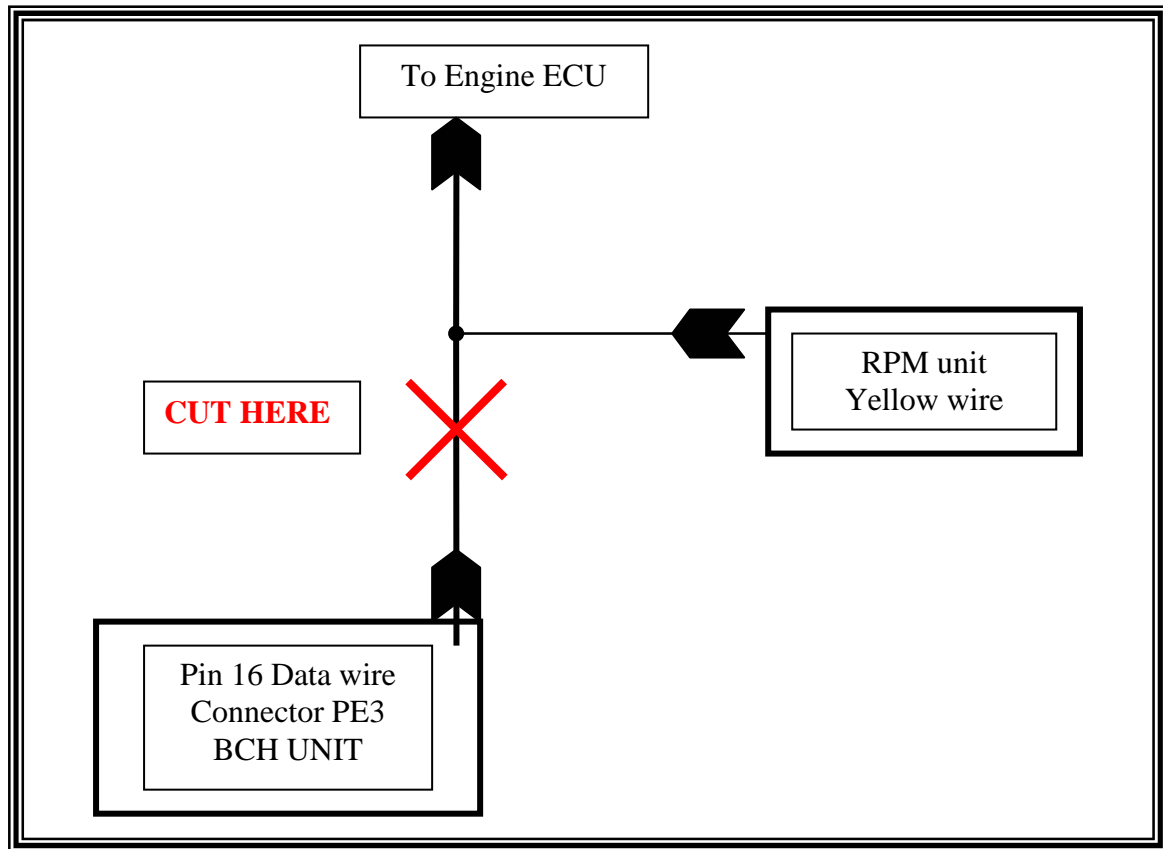 To Engine ECU
RPM unit
Yellow wire
CUT HERE
Pin 16 Data wire
Connector PE3
BCH UNIT